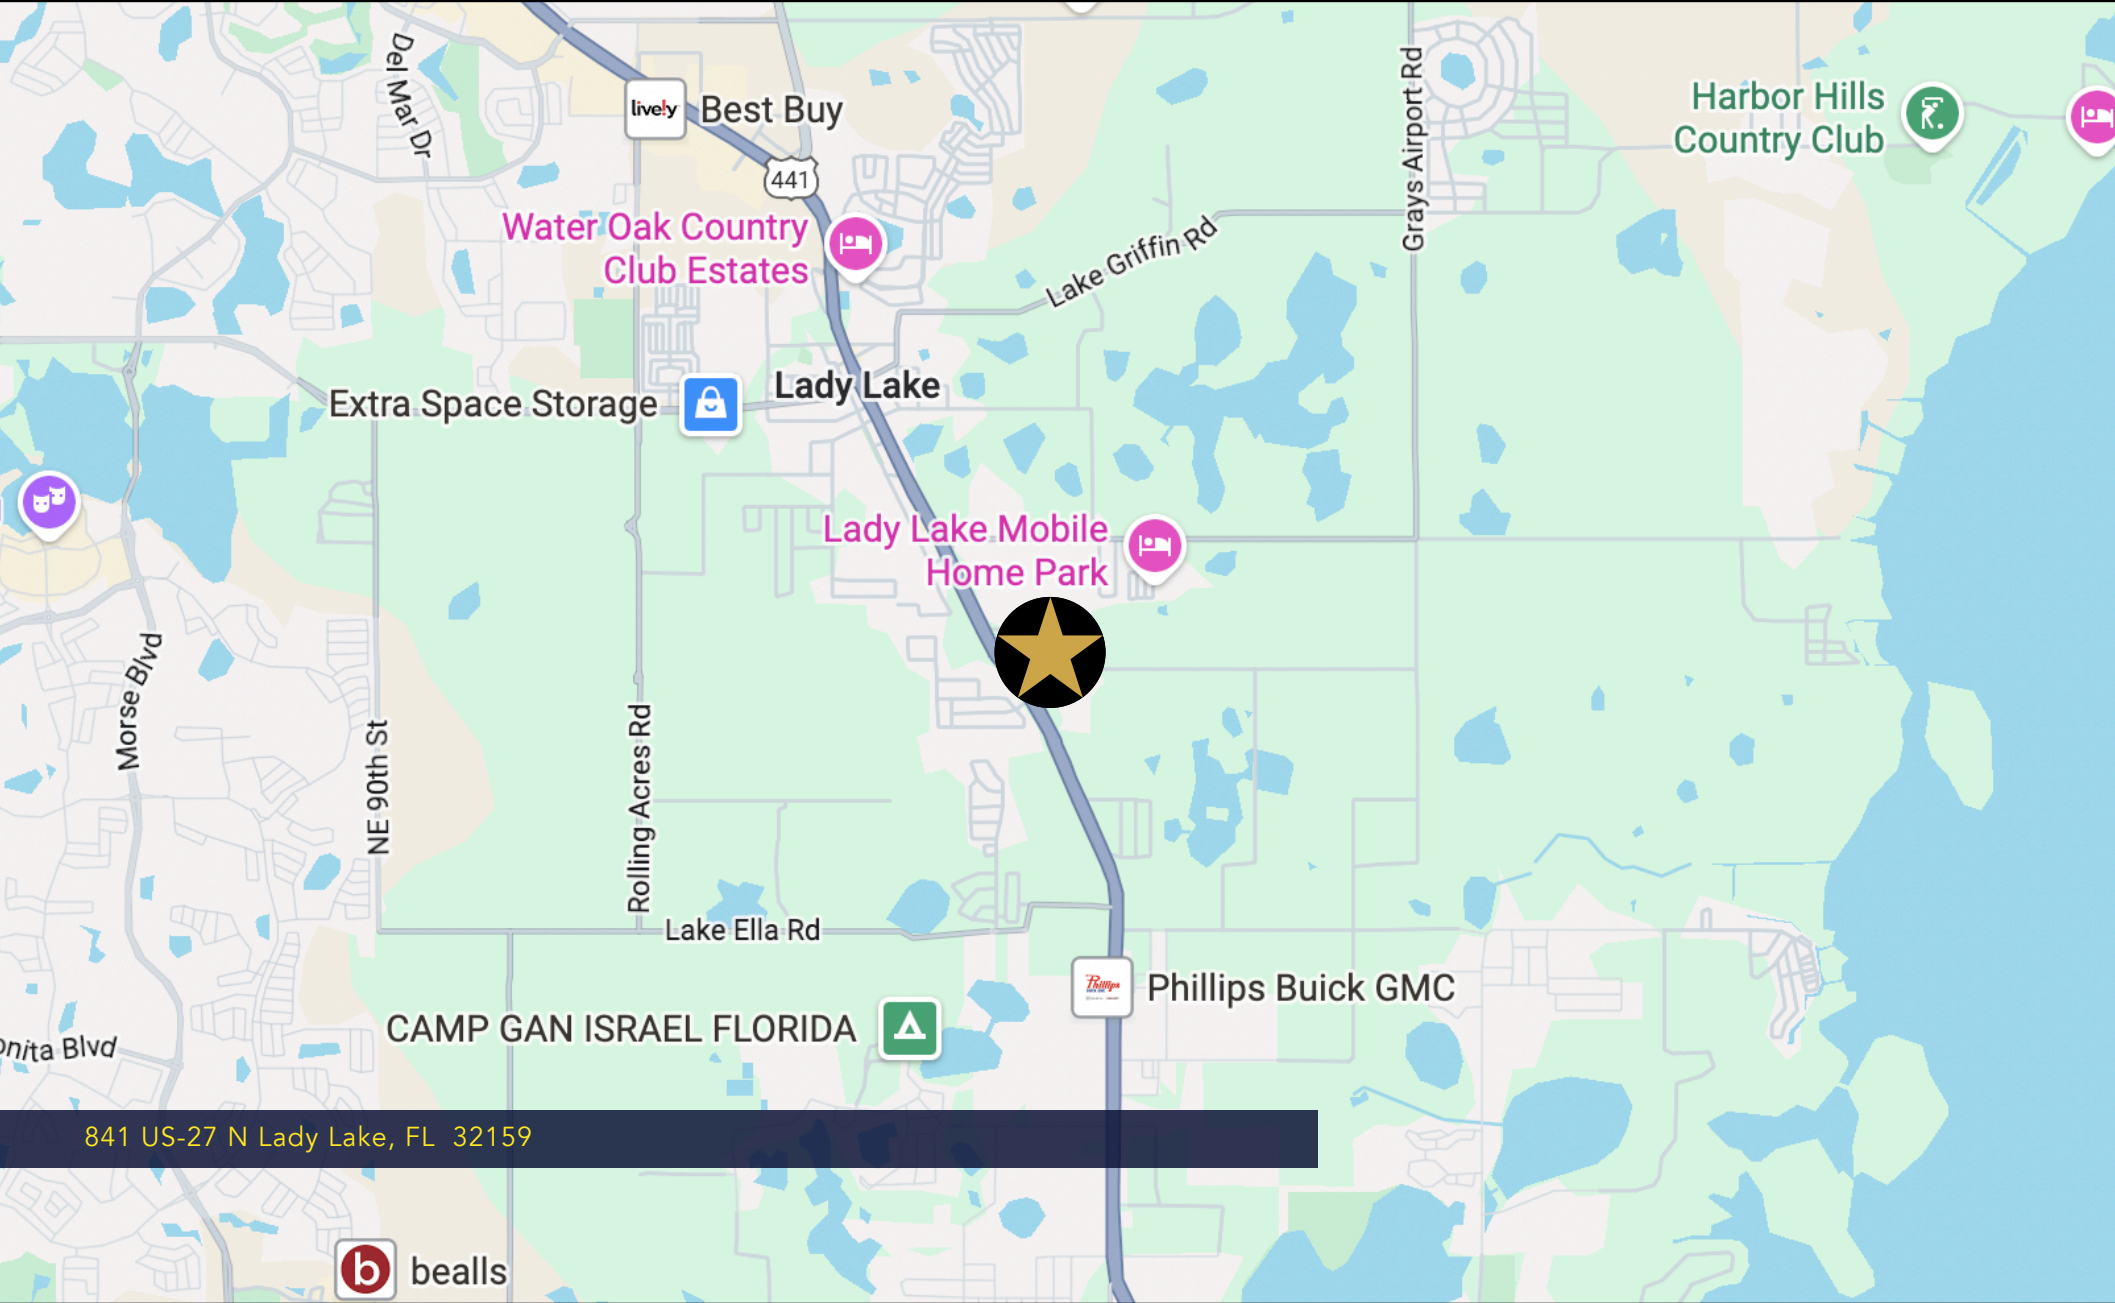 Del Mar Dr
lively
Best Buy
441
Grays Airport Rd
Harbor Hills
Country Club
Water Oak Country
Club Estates
Lake Griffin Rd
Extra Space Storage
Lady Lake
Lady Lake Mobile
Home Park
Morse Blvd
NE 90th St
Rolling Acres Rd
Lake Ella Rd
Phillips
Phillips Buick GMC
CAMP GAN ISRAEL FLORIDA
onita Blvd
841 US-27 N Lady Lake, FL 32159
b
bealls